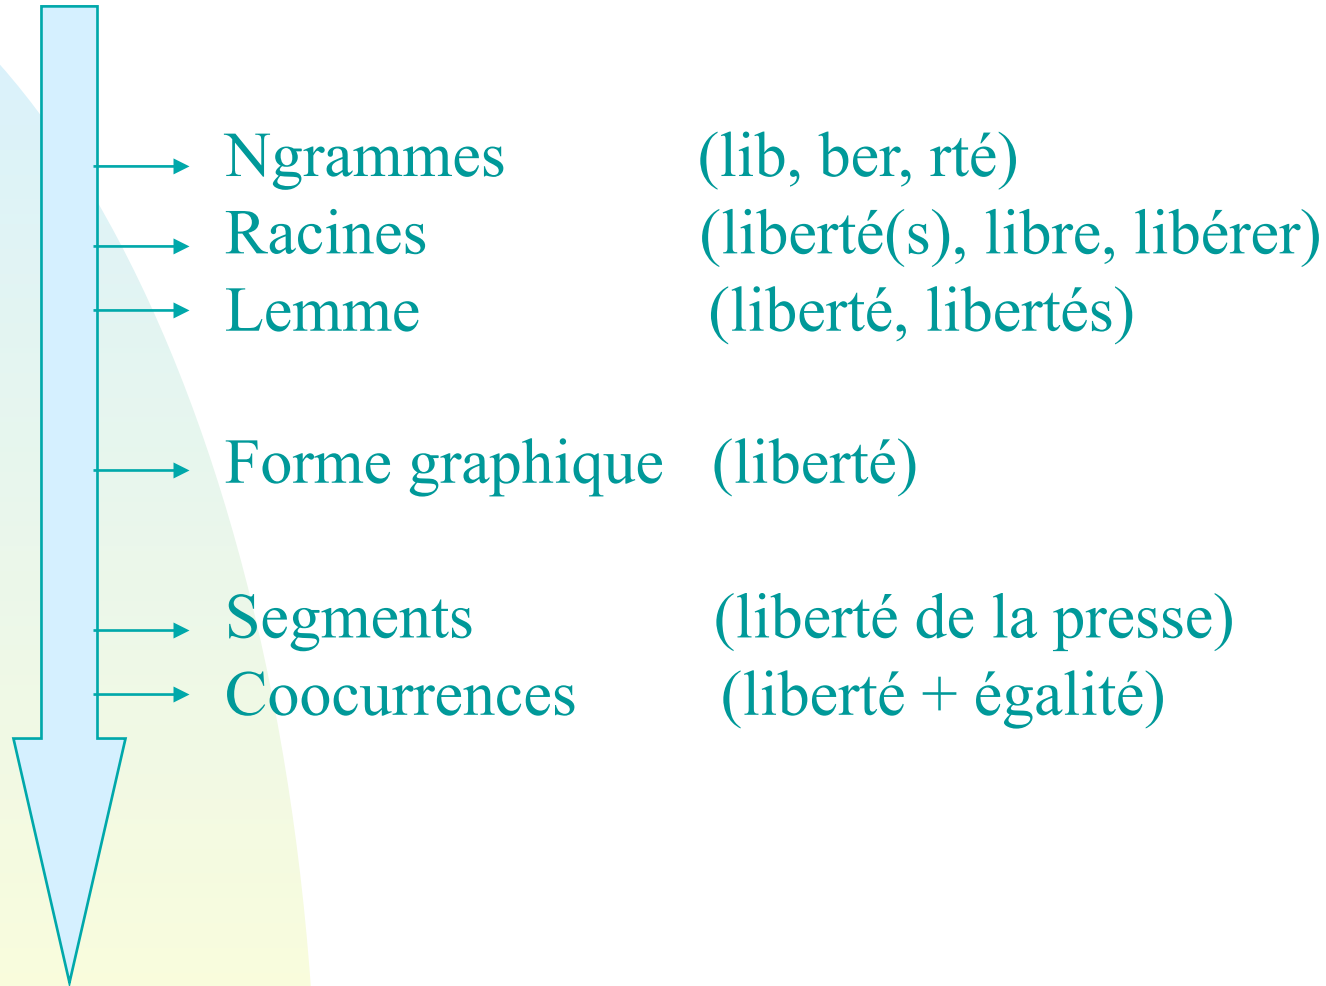 Ngrammes (lib, ber, rté)
Racines (liberté(s), libre, libérer)
Lemme (liberté, libertés)
Forme graphique (liberté)
Segments (liberté de la presse)
Coocurrences (liberté + égalité)